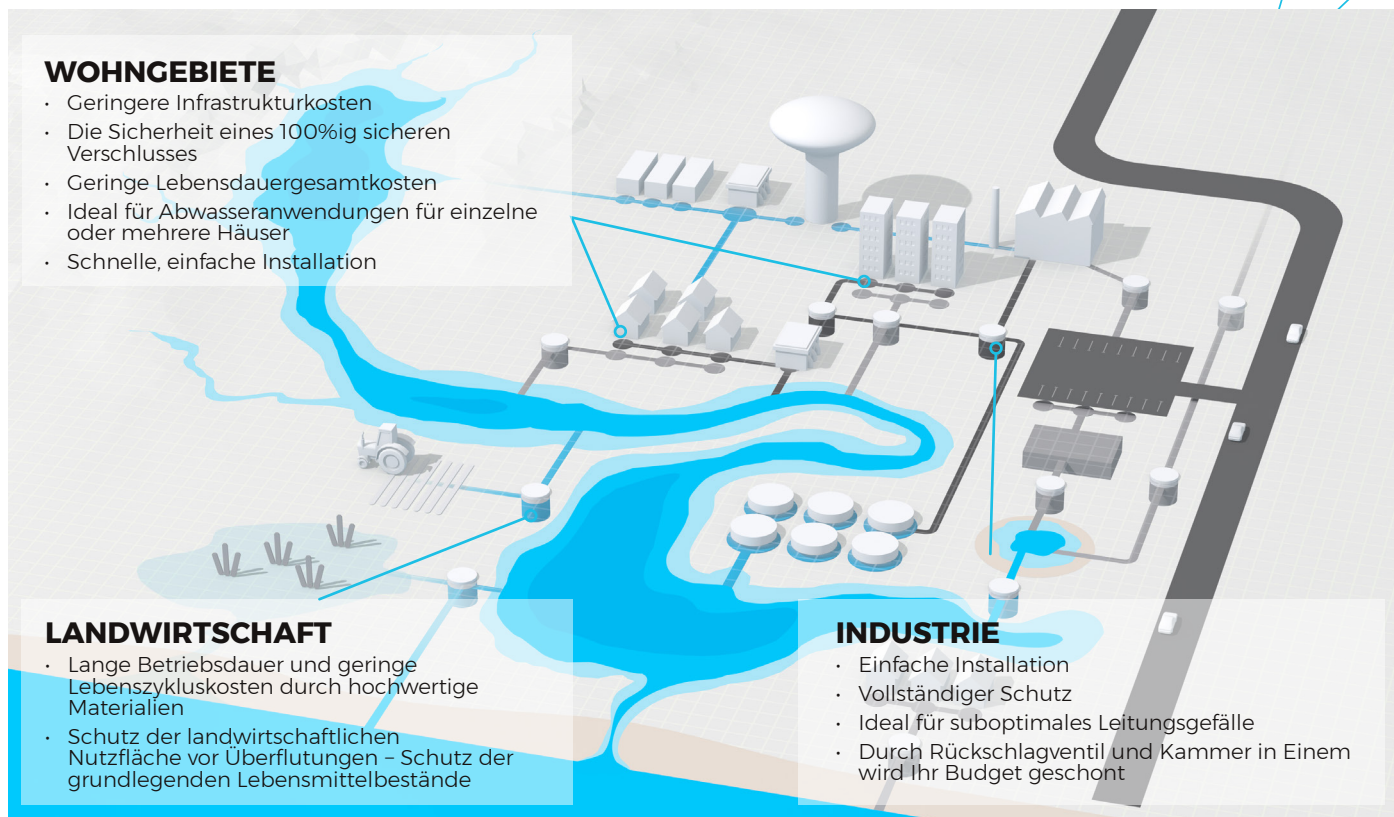 WOHNGEBIETE
• Geringere Infrastrukturkosten
• Die Sicherheit eines 100%ig sicheren
Verschlusses
• Geringe Lebensdauergesamtkosten
• Ideal für Abwasseranwendungen für einzelne
oder mehrere Häuser
• Schnelle, einfache Installation
LANDWIRTSCHAFT
• Lange Betriebsdauer und geringe
Lebenszykluskosten durch hochwertige
Materialien
• Schutz der landwirtschaftlichen
Nutzfläche vor Überflutungen – Schutz der
grundlegenden Lebensmittelbestände
INDUSTRIE
• Einfache Installation
• Vollständiger Schutz
• Ideal für suboptimales Leitungsgefälle
• Durch Rückschlagventil und Kammer in Einem
wird Ihr Budget geschont